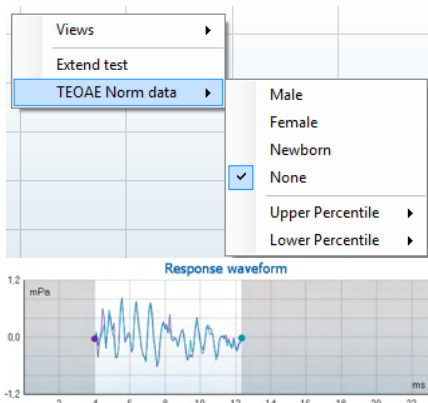 Views
Extend test
TEOAE Norm data
Male
Female
Newborn
None
Upper Percentile
Lower Percentile
Response waveform
1,2
mPa
0,0
ms
-1,2
2 4 6 8 10 12 14 16 18 20 22